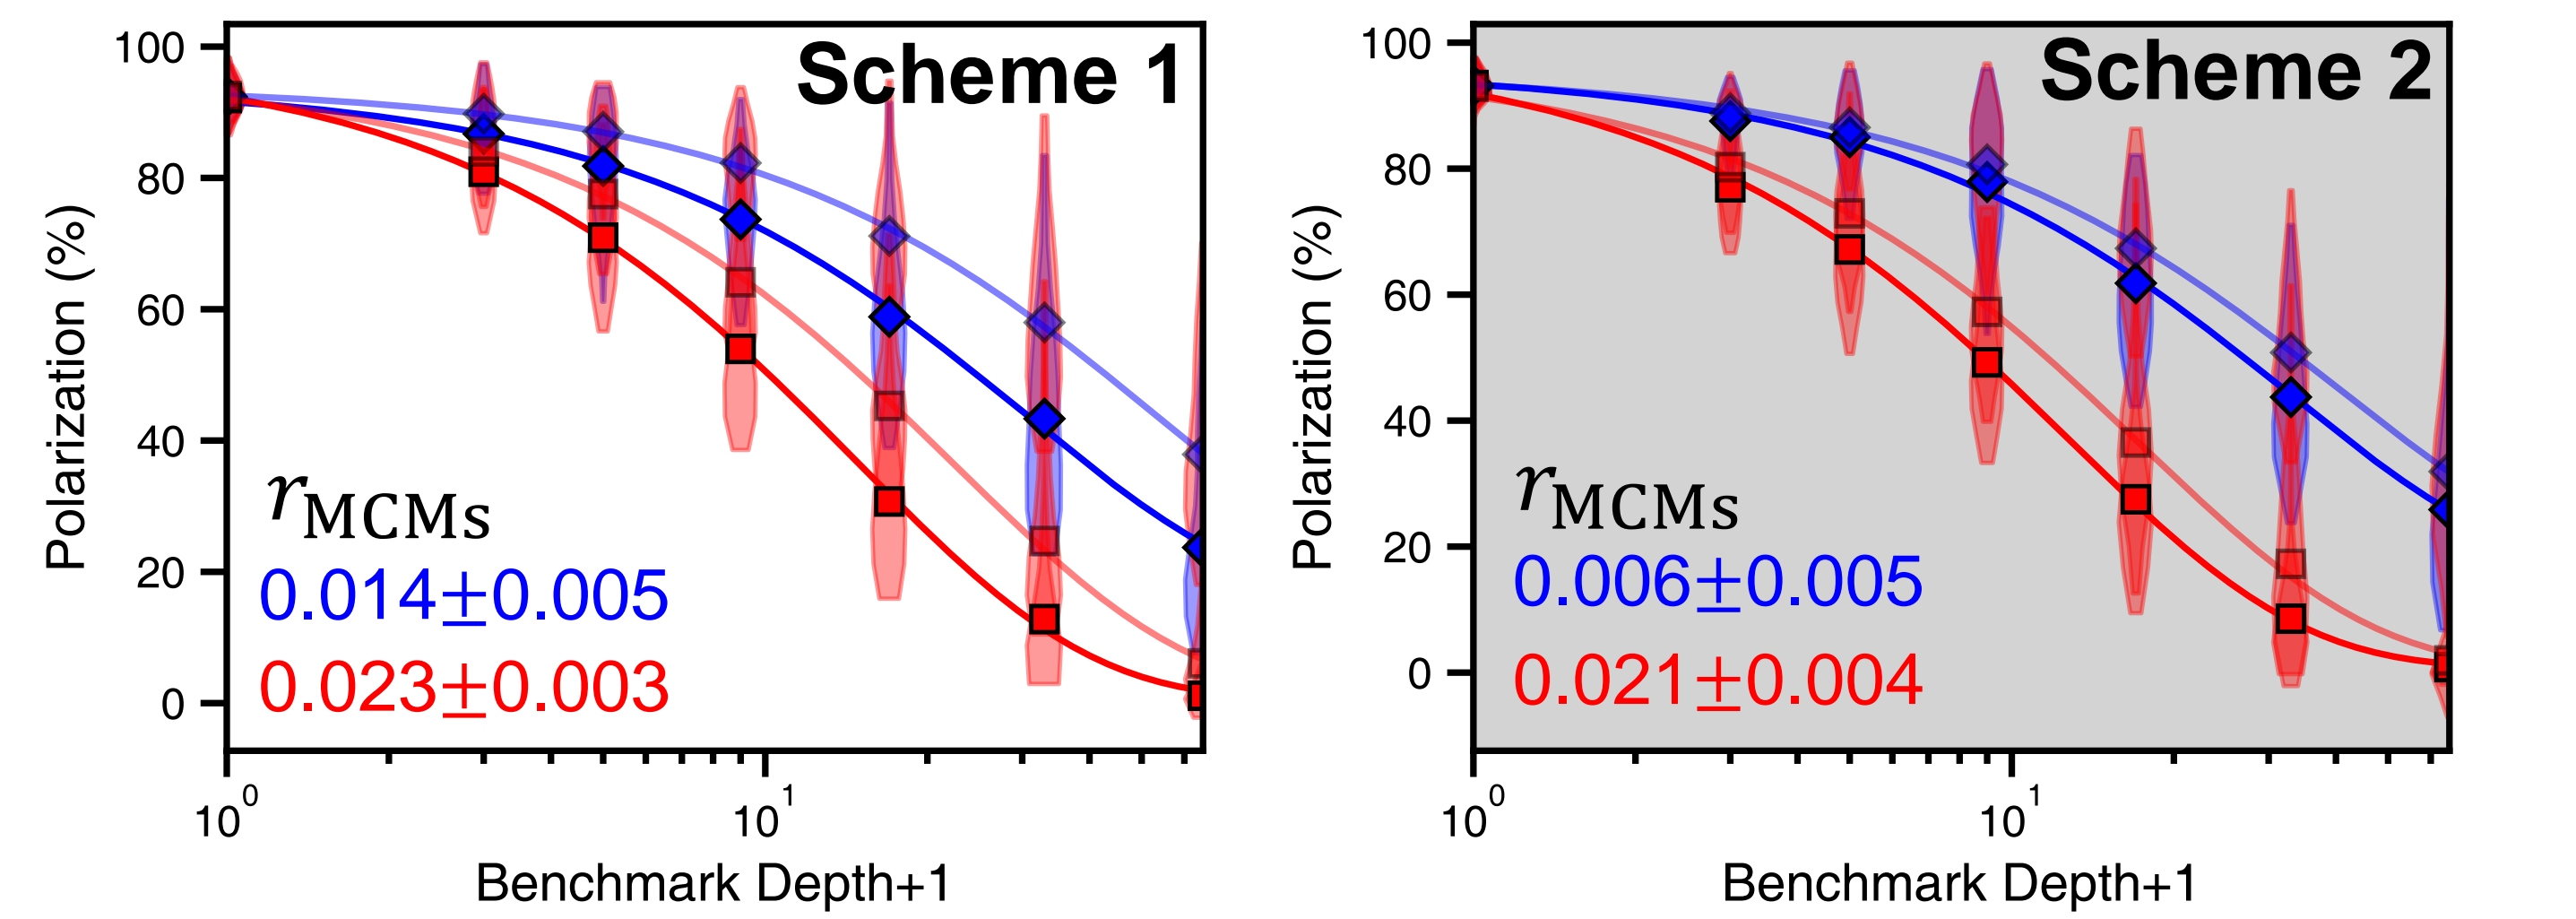 Scheme 1
Polarization (%)
100
80
60
40
20
0
rMCMs
0.014±0.005
0.023±0.003
10^0
10^1
Benchmark Depth+1
Scheme 2
Polarization (%)
100
80
60
40
20
0
rMCMs
0.006±0.005
0.021±0.004
10^0
10^1
Benchmark Depth+1